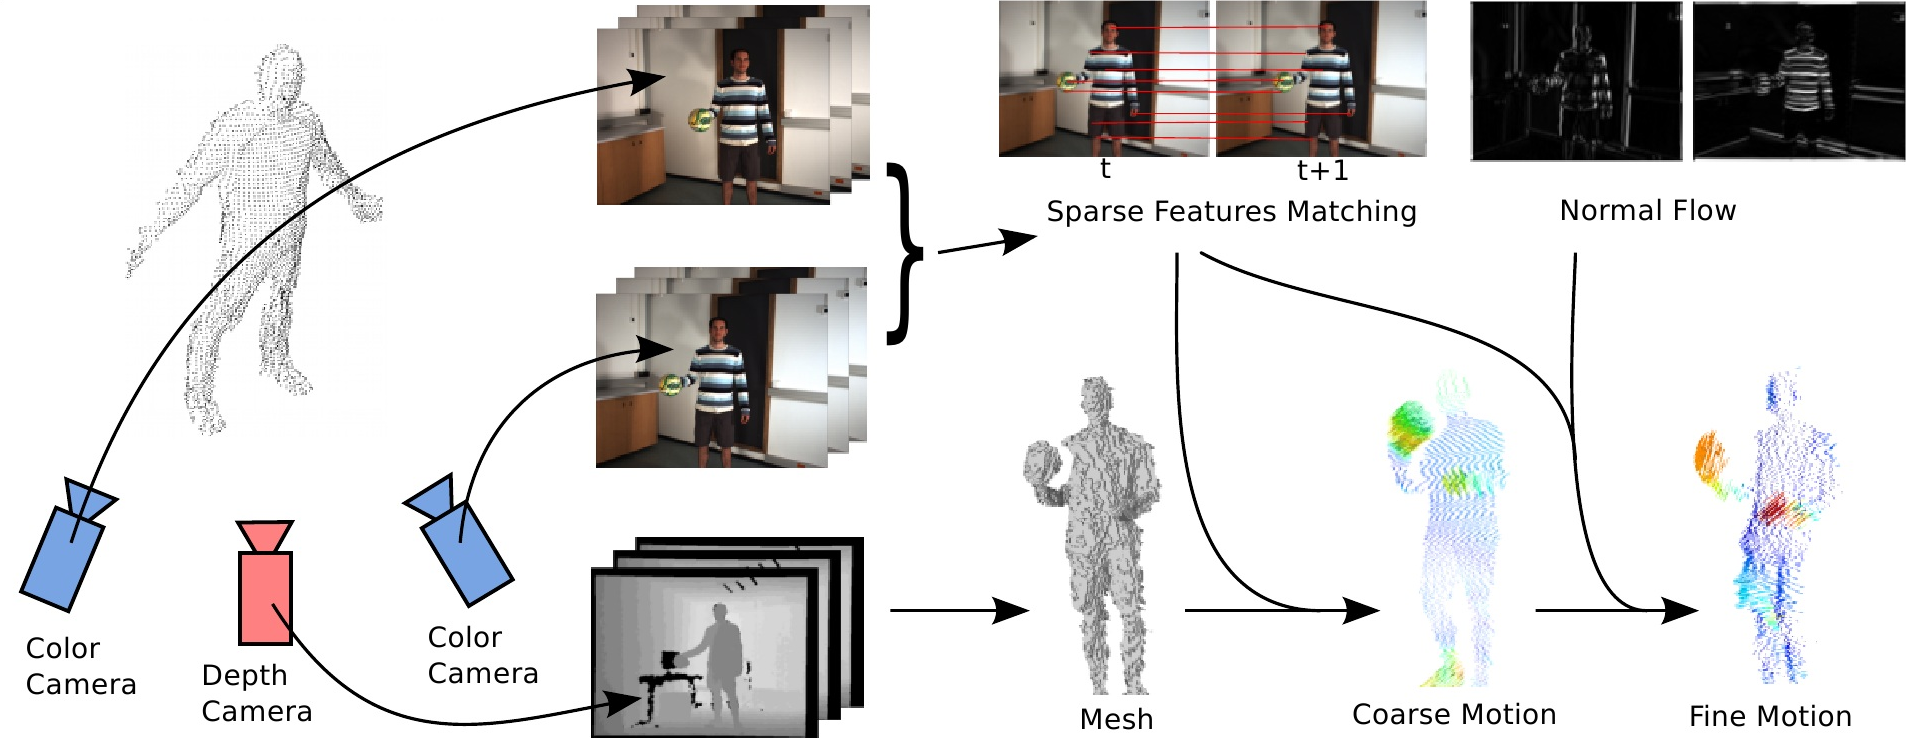 t
t+1
Sparse Features Matching
Normal Flow
Color
Camera
Depth
Camera
Color
Camera
Mesh
Coarse Motion
Fine Motion